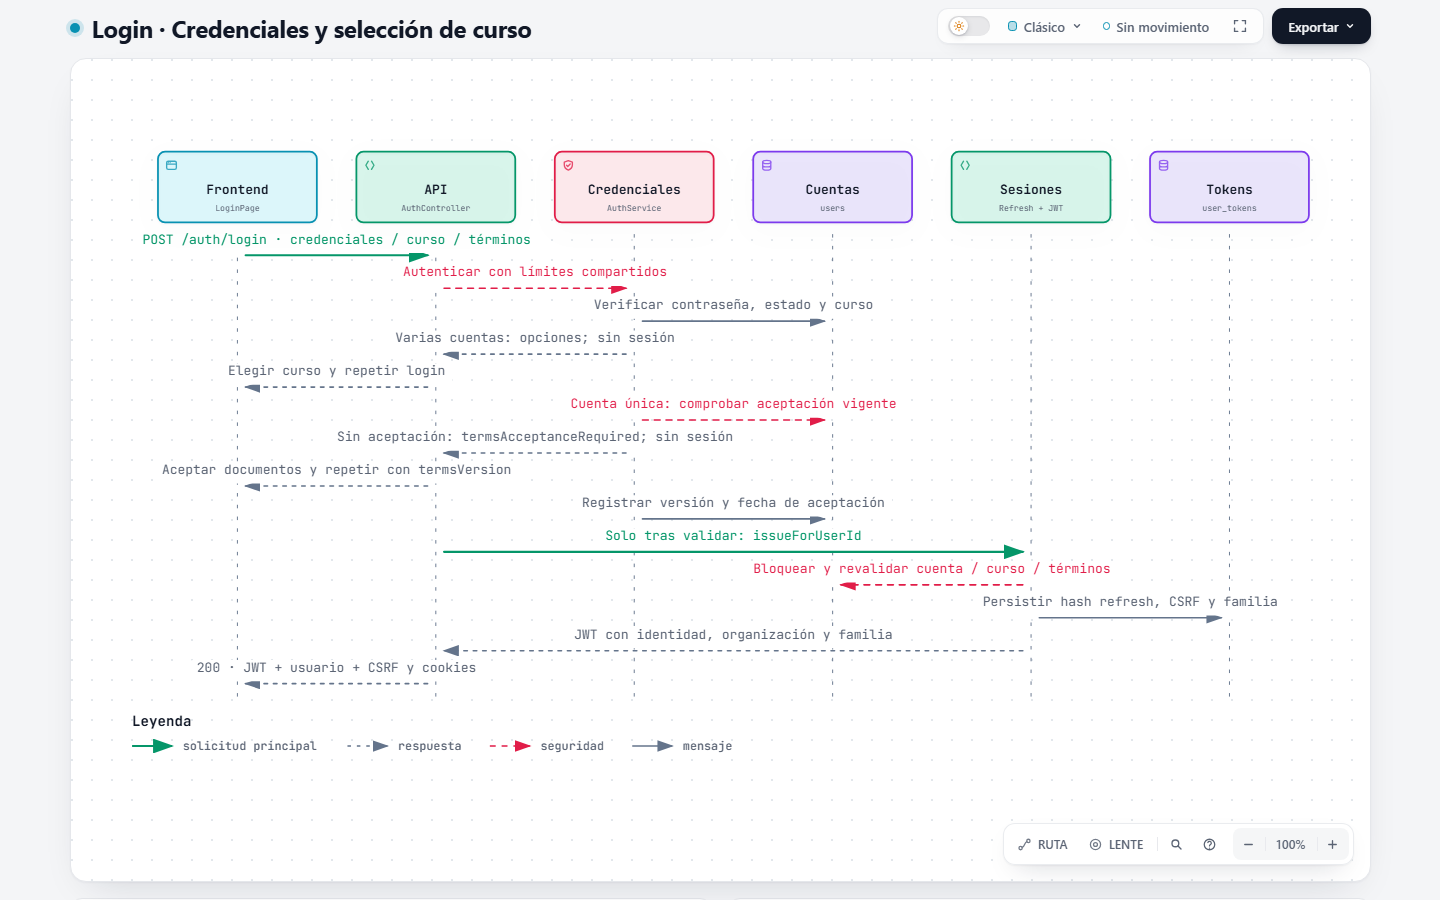 Login · Credenciales y selección de curso
Clásico
Sin movimiento
Exportar
Frontend
LoginPage
API
AuthController
Credenciales
AuthService
Cuentas
users
Sesiones
Refresh + JWT
Tokens
user_tokens
POST /auth/login · credenciales / curso / términos
Autenticar con límites compartidos
Verificar contraseña, estado y curso
Varias cuentas: opciones; sin sesión
Elegir curso y repetir login
Cuenta única: comprobar aceptación vigente
Sin aceptación: termsAcceptanceRequired; sin sesión
Aceptar documentos y repetir con termsVersion
Registrar versión y fecha de aceptación
Solo tras validar: issueForUserId
Bloquear y revalidar cuenta / curso / términos
Persistir hash refresh, CSRF y familia
JWT con identidad, organización y familia
200 · JWT + usuario + CSRF y cookies
Leyenda
solicitud principal
respuesta
seguridad
mensaje
RUTA
LENTE
100%